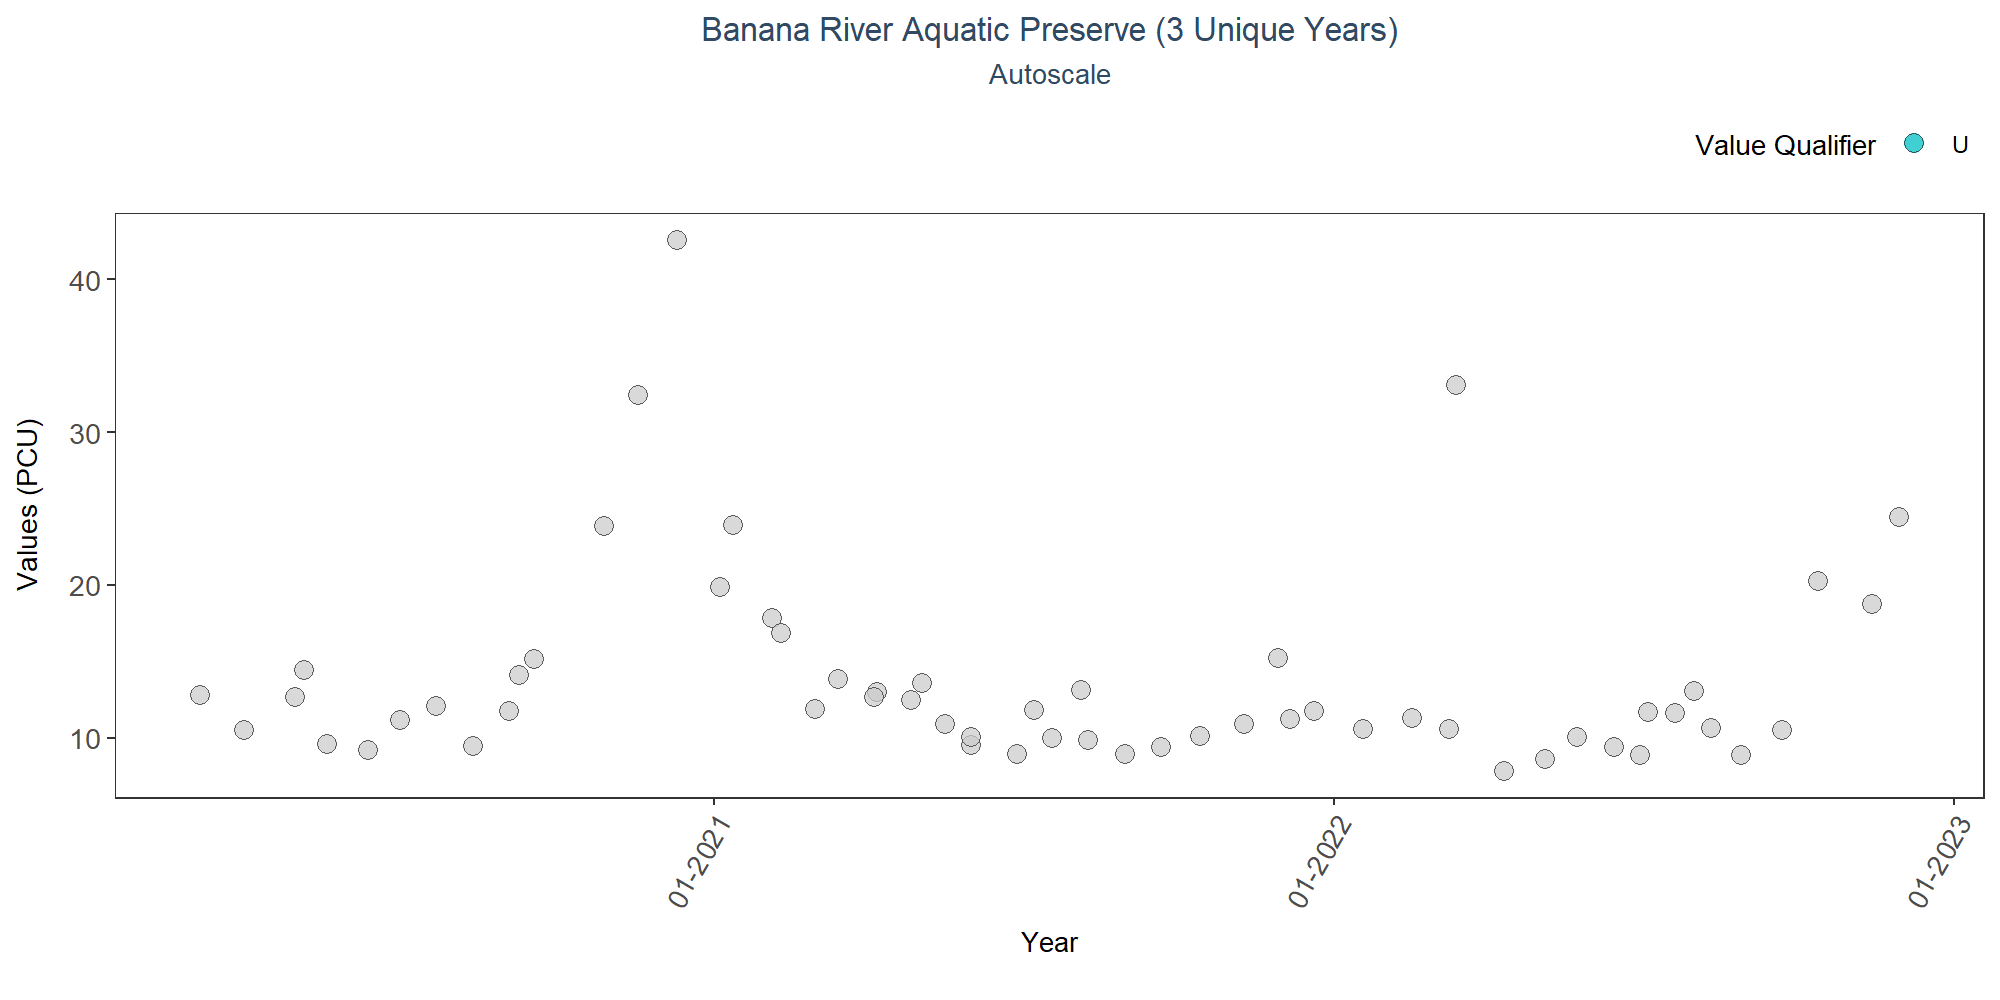 Banana River Aquatic Preserve (3 Unique Years)
Autoscale
Value Qualifier U
40
30
20
10
Values (PCU)
01-2021
01-2022
01-2023
Year